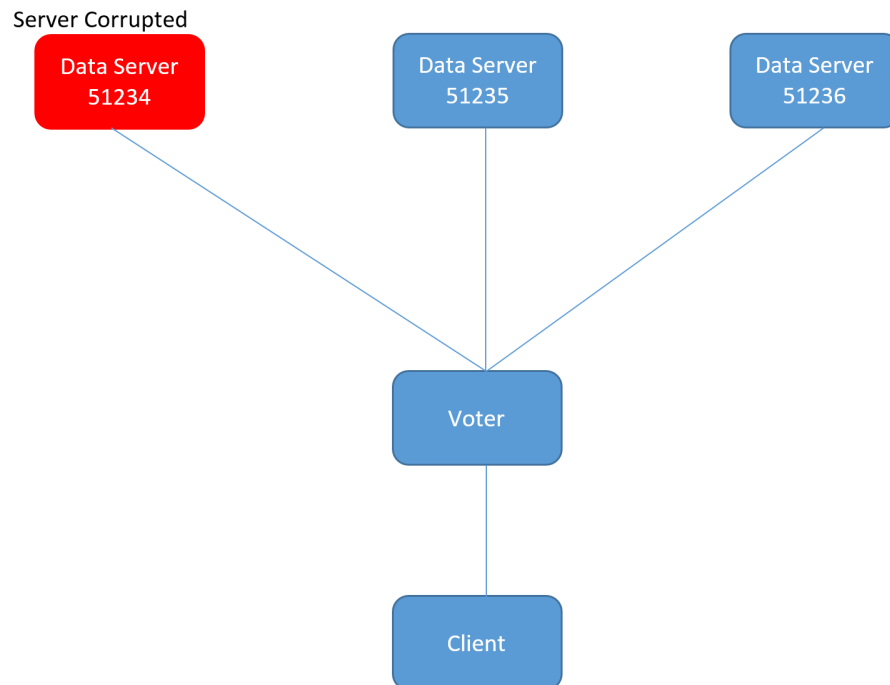 Server Corrupted
Data Server
51234
Data Server
51235
Data Server
51236
Voter
Client